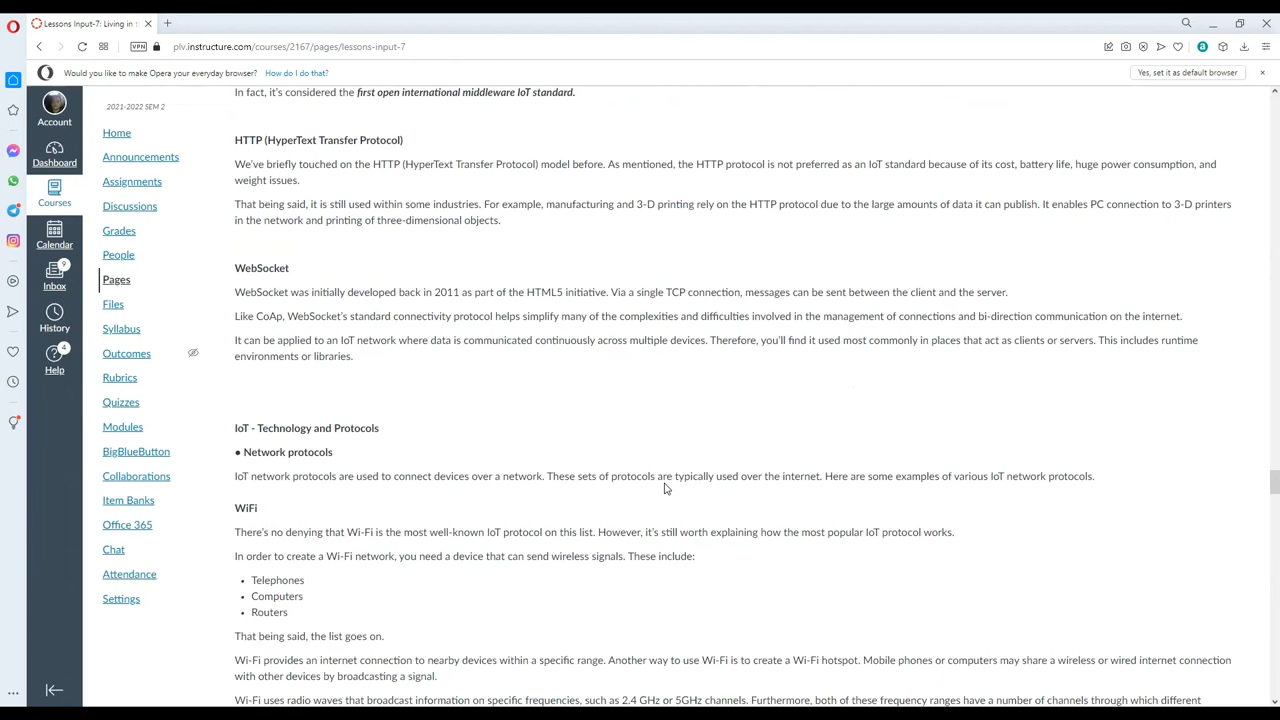 Lessons Input-7: Living in t
VPN
plv.instructure.com/courses/2167/pages/lessons-input-7
Would you like to make Opera your everyday browser? How do I do that?
Yes, set it as default browser
Account
Dashboard
Courses
Calendar
9
Inbox
History
4
Help
2021-2022 SEM 2
Home
Announcements
Assignments
Discussions
Grades
People
Pages
Files
Syllabus
Outcomes
Rubrics
Quizzes
Modules
BigBlueButton
Collaborations
Item Banks
Office 365
Chat
Attendance
Settings
In fact, it's considered the first open international middleware IoT standard.
HTTP (HyperText Transfer Protocol)
We've briefly touched on the HTTP (HyperText Transfer Protocol) model before. As mentioned, the HTTP protocol is not preferred as an IoT standard because of its cost, battery life, huge power consumption, and
weight issues.
That being said, it is still used within some industries. For example, manufacturing and 3-D printing rely on the HTTP protocol due to the large amounts of data it can publish. It enables PC connection to 3-D printers
in the network and printing of three-dimensional objects.
WebSocket
WebSocket was initially developed back in 2011 as part of the HTML5 initiative. Via a single TCP connection, messages can be sent between the client and the server.
Like CoAp, WebSocket's standard connectivity protocol helps simplify many of the complexities and difficulties involved in the management of connections and bi-direction communication on the internet.
It can be applied to an IoT network where data is communicated continuously across multiple devices. Therefore, you'll find it used most commonly in places that act as clients or servers. This includes runtime
environments or libraries.
IoT - Technology and Protocols
● Network protocols
IoT network protocols are used to connect devices over a network. These sets of protocols are typically used over the internet. Here are some examples of various IoT network protocols.
WiFi
There's no denying that Wi-Fi is the most well-known IoT protocol on this list. However, it's still worth explaining how the most popular IoT protocol works.
In order to create a Wi-Fi network, you need a device that can send wireless signals. These include:
• Telephones
• Computers
• Routers
That being said, the list goes on.
Wi-Fi provides an internet connection to nearby devices within a specific range. Another way to use Wi-Fi is to create a Wi-Fi hotspot. Mobile phones or computers may share a wireless or wired internet connection
with other devices by broadcasting a signal.
Wi-Fi uses radio waves that broadcast information on specific frequencies, such as 2.4 GHz or 5GHz channels. Furthermore, both of these frequency ranges have a number of channels through which different